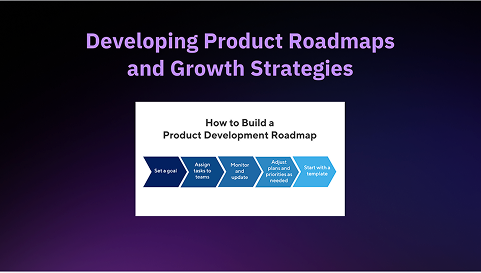 Developing Product Roadmaps
and Growth Strategies
How to Build a
Product Development Roadmap
Set a goal
Assign
tasks to
teams
Monitor
and
update
Adjust
plans and
priorities as
needed
Start with a
template